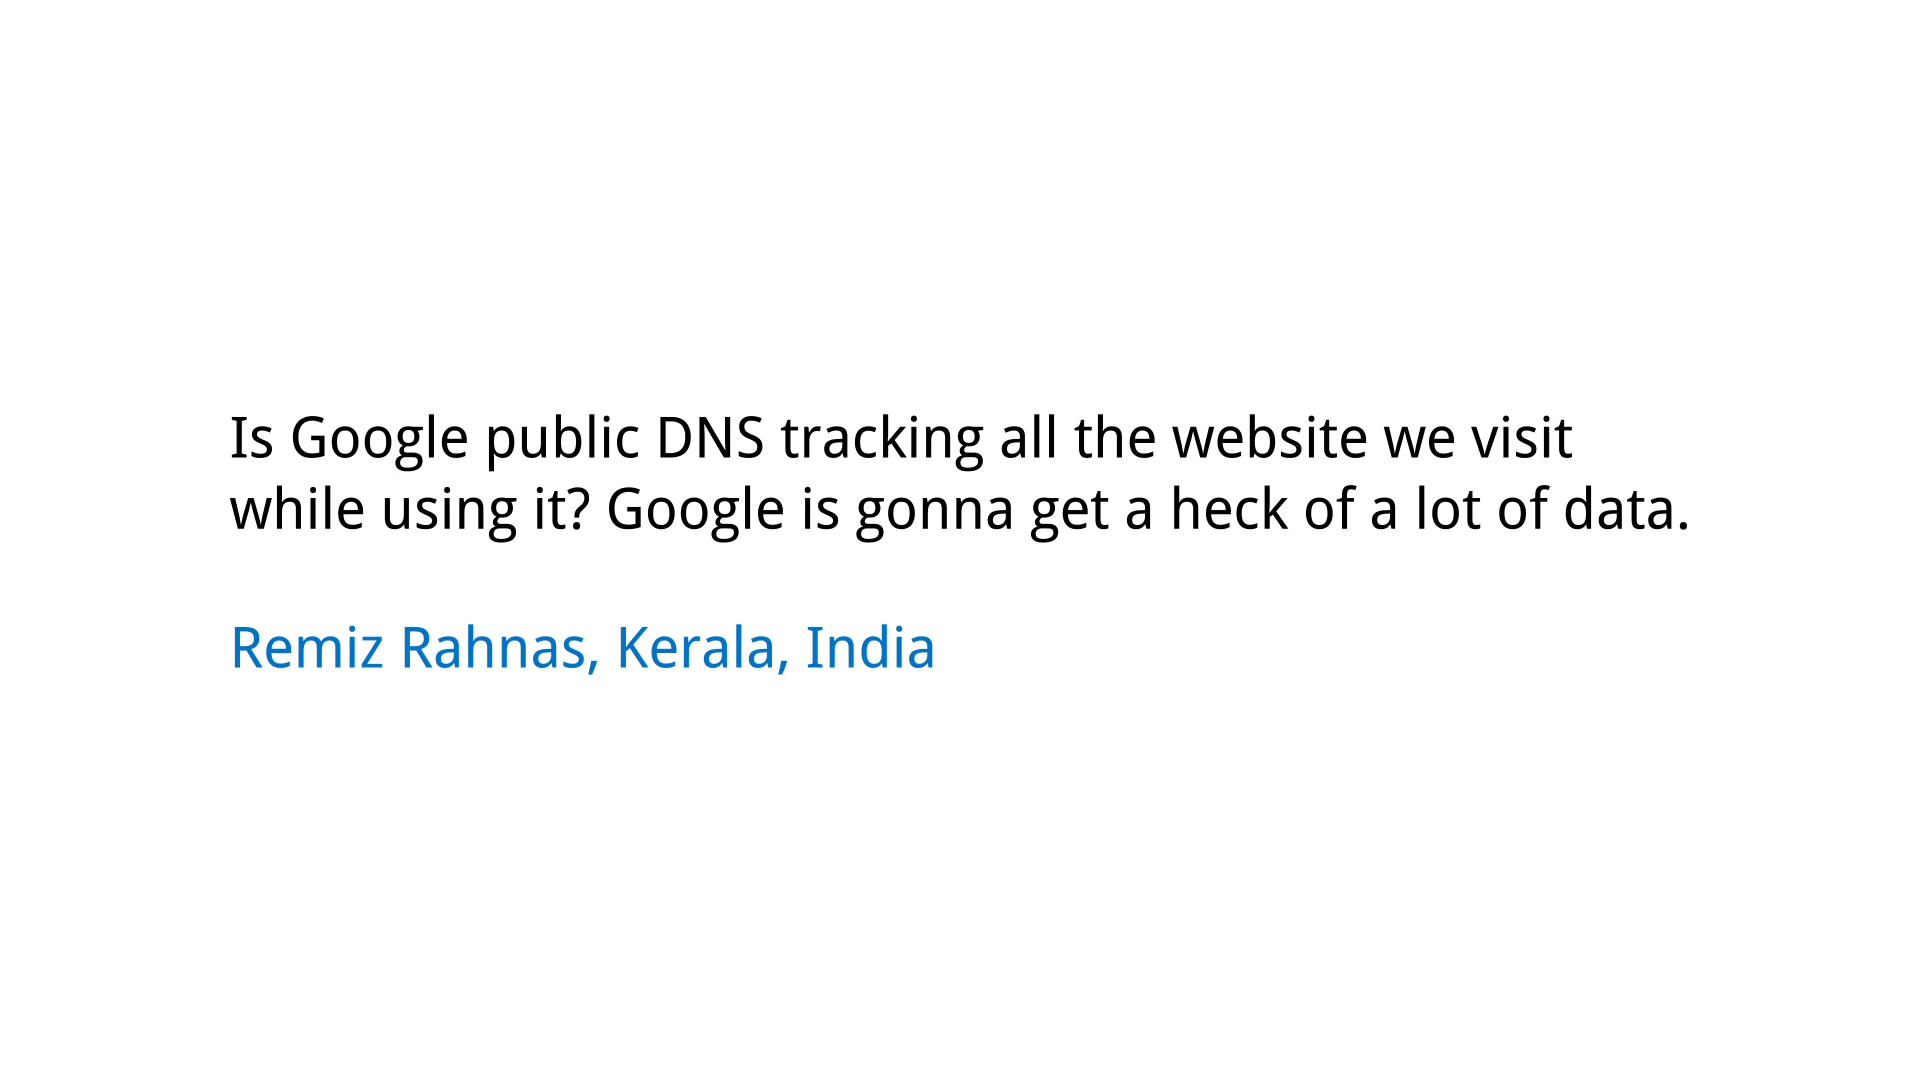 Is Google public DNS tracking all the website we visit
while using it? Google is gonna get a heck of a lot of data.
Remiz Rahnas, Kerala, India